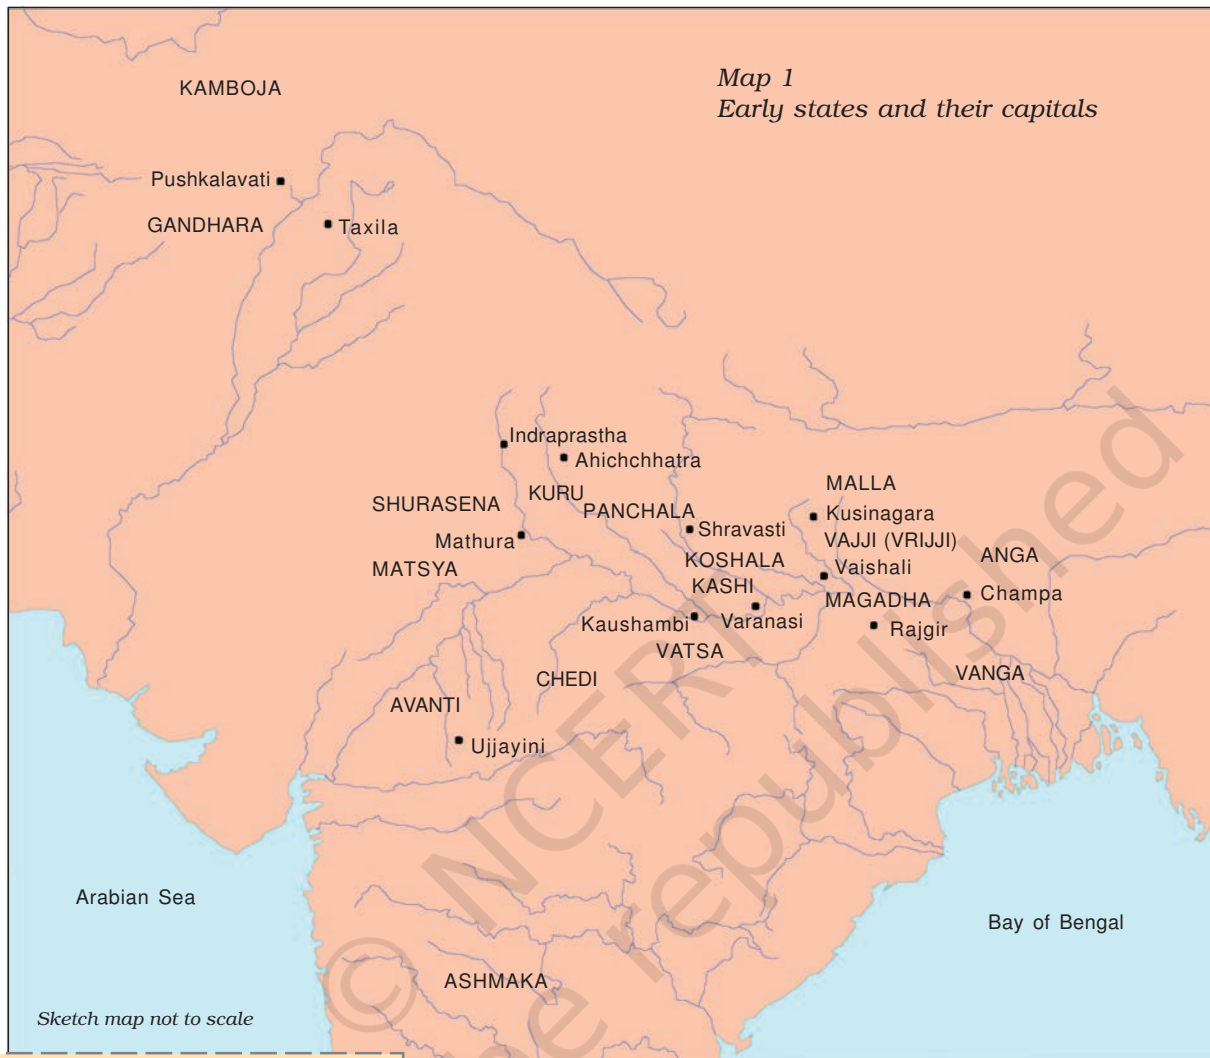 Map 1
Early states and their capitals
KAMBOJA
Pushkalavati
GANDHARA
Taxila
Indraprastha
Ahichchhatra
SHURASENA
KURU
PANCHALA
MALLA
Kusinagara
Mathura
Shravasti
VAJJI (VRIJJI)
MATSYA
KOSHALA
Vaishali
ANGA
KASHI
MAGADHA
Champa
Kaushambi
Varanasi
Rajgir
VATSA
CHEDI
VANGA
AVANTI
Ujjayini
Arabian Sea
Bay of Bengal
ASHMAKA
Sketch map not to scale
© NCERT
be republished